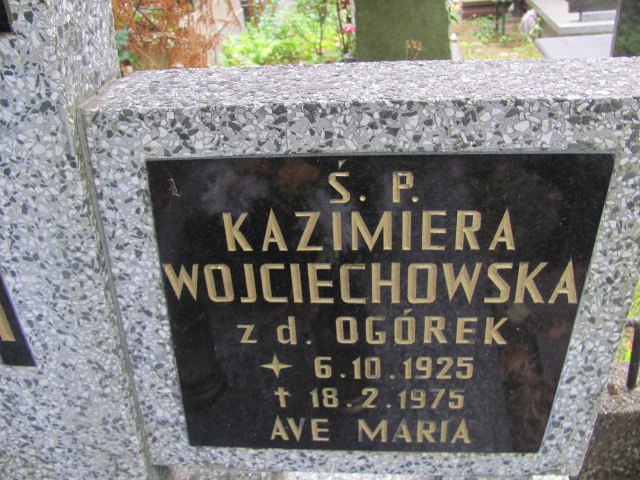 Ś. P.
KAZIMIERA
WOJCIECHOWSKA
z d. OGÓREK
✦ 6.10.1925
✝ 18.2.1975
AVE MARIA